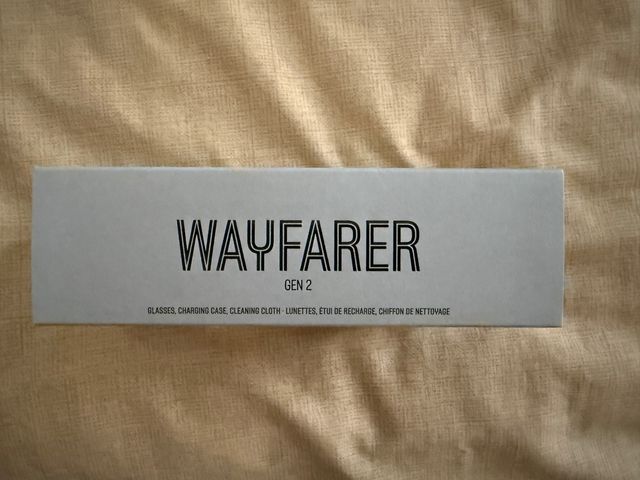 WAYFARER
GEN 2
GLASSES, CHARGING CASE, CLEANING CLOTH - LUNETTES, ÉTUI DE RECHARGE, CHIFFON DE NETTOYAGE